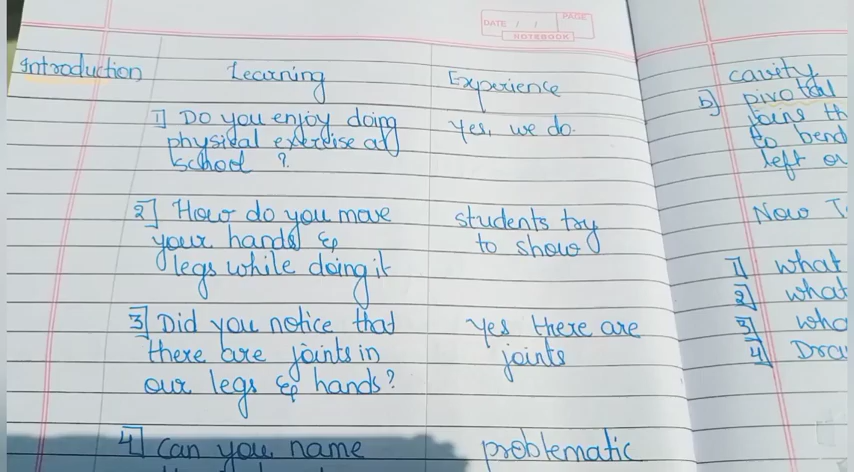 DATE / / PAGE
NOTEBOOK
Introduction Learning Experience
1] Do you enjoy doing Yes, we do.
physical exercise at
school ?
2] How do you move students try
your hands & to show
legs while doing it
3] Did you notice that Yes there are
there are joints in joints
our legs & hands?
4] Can you name problematic
cavity
b] pivotal
joins th
to bend
left or
Now T
1] what
2] what
3] wha
4] Dra